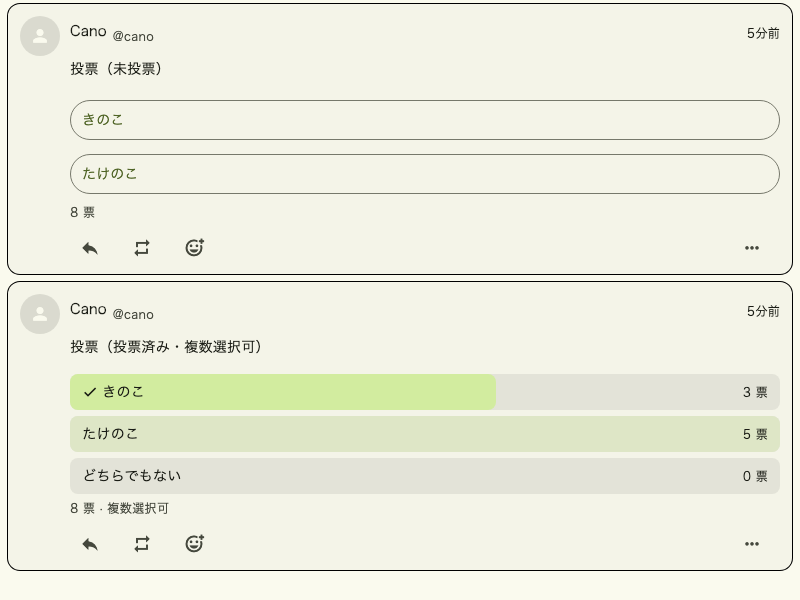 Cano @cano 5分前
投票（未投票）
きのこ
たけのこ
8 票
Cano @cano 5分前
投票（投票済み・複数選択可）
きのこ 3 票
たけのこ 5 票
どちらでもない 0 票
8 票 · 複数選択可